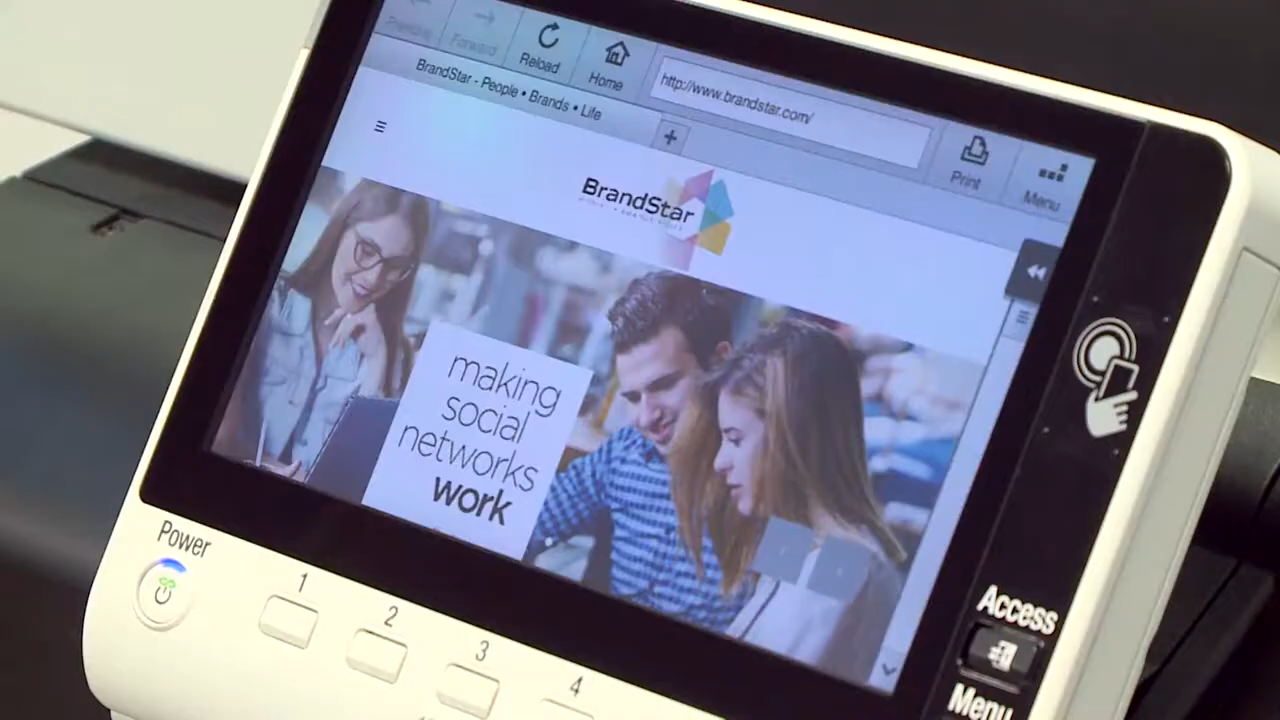 Previous
Forward
Reload
Home
http://www.brandstar.com/
Print
Menu
BrandStar - People • Brands • Life
+
BrandStar
making
social
networks
work
Power
1
2
3
4
Access
Menu